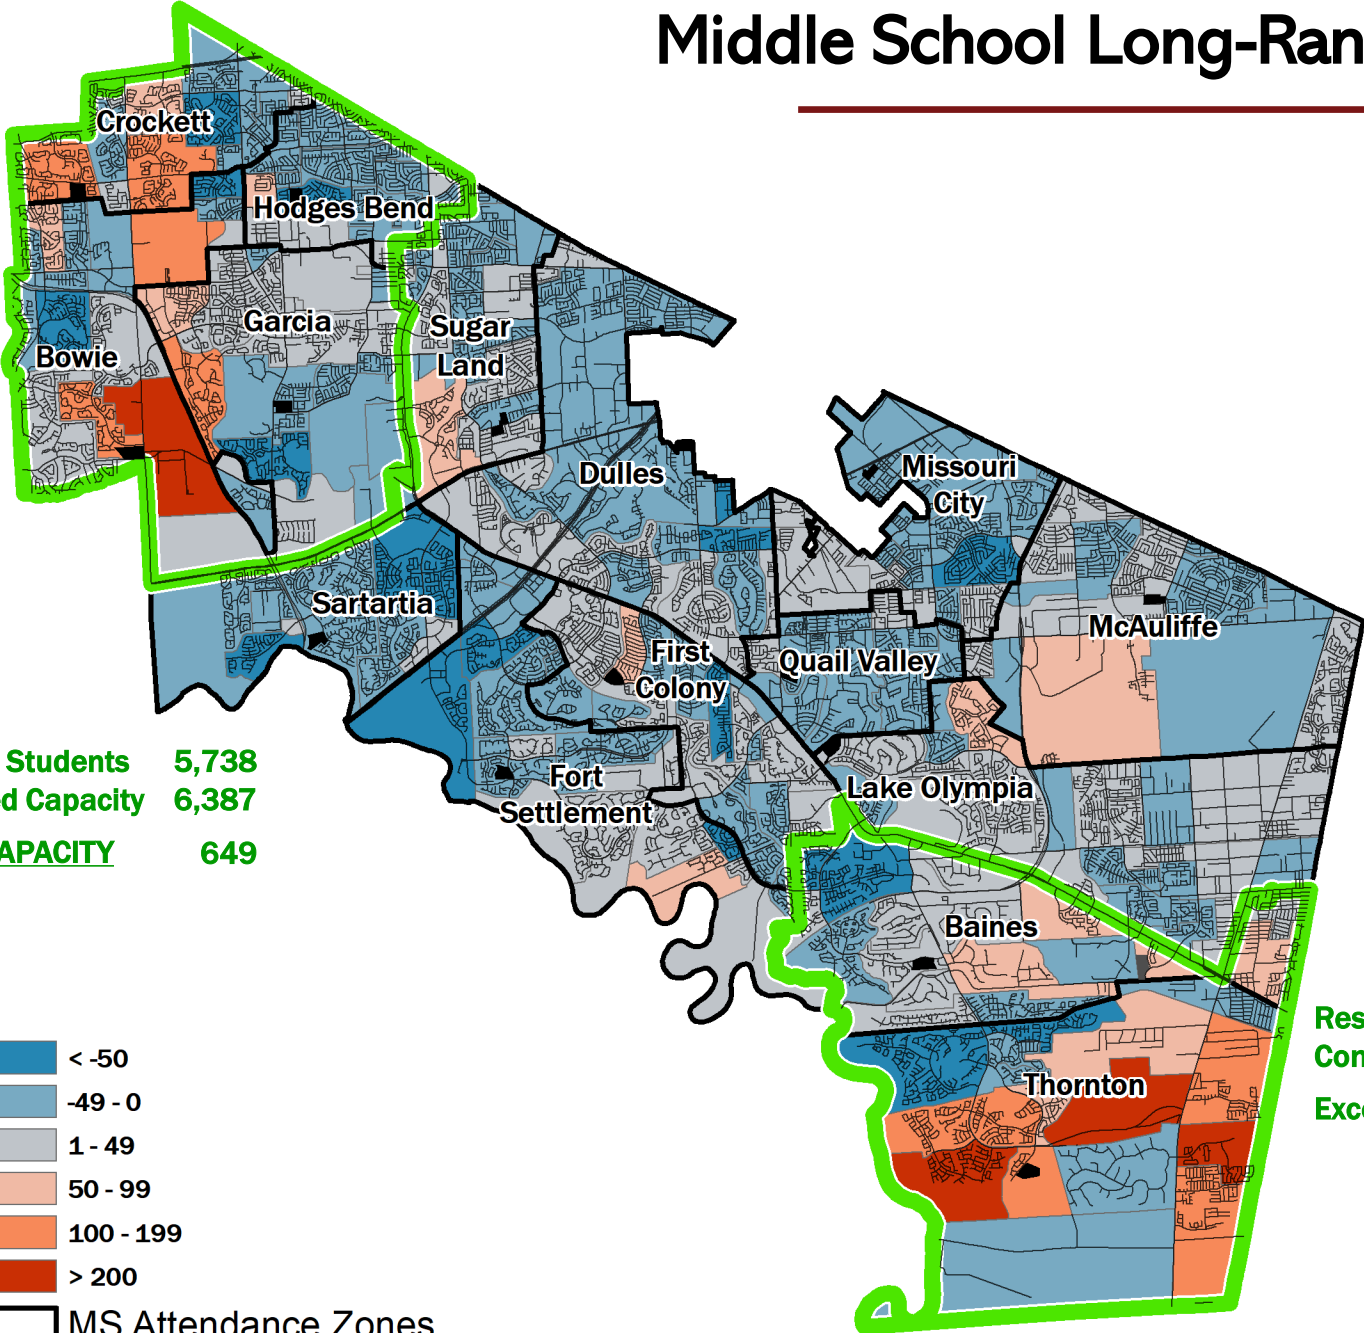 Middle School Long-Ran
Crockett
Hodges Bend
Garcia
Sugar
Land
Bowie
Dulles
Missouri
City
Sartartia
McAuliffe
First
Colony
Quail Valley
Fort
Settlement
Lake Olympia
Students 5,738
ed Capacity 6,387
APACITY 649
Baines
Thornton
Res
Con
Exce
< -50
-49 - 0
1 - 49
50 - 99
100 - 199
> 200
MS Attendance Zones